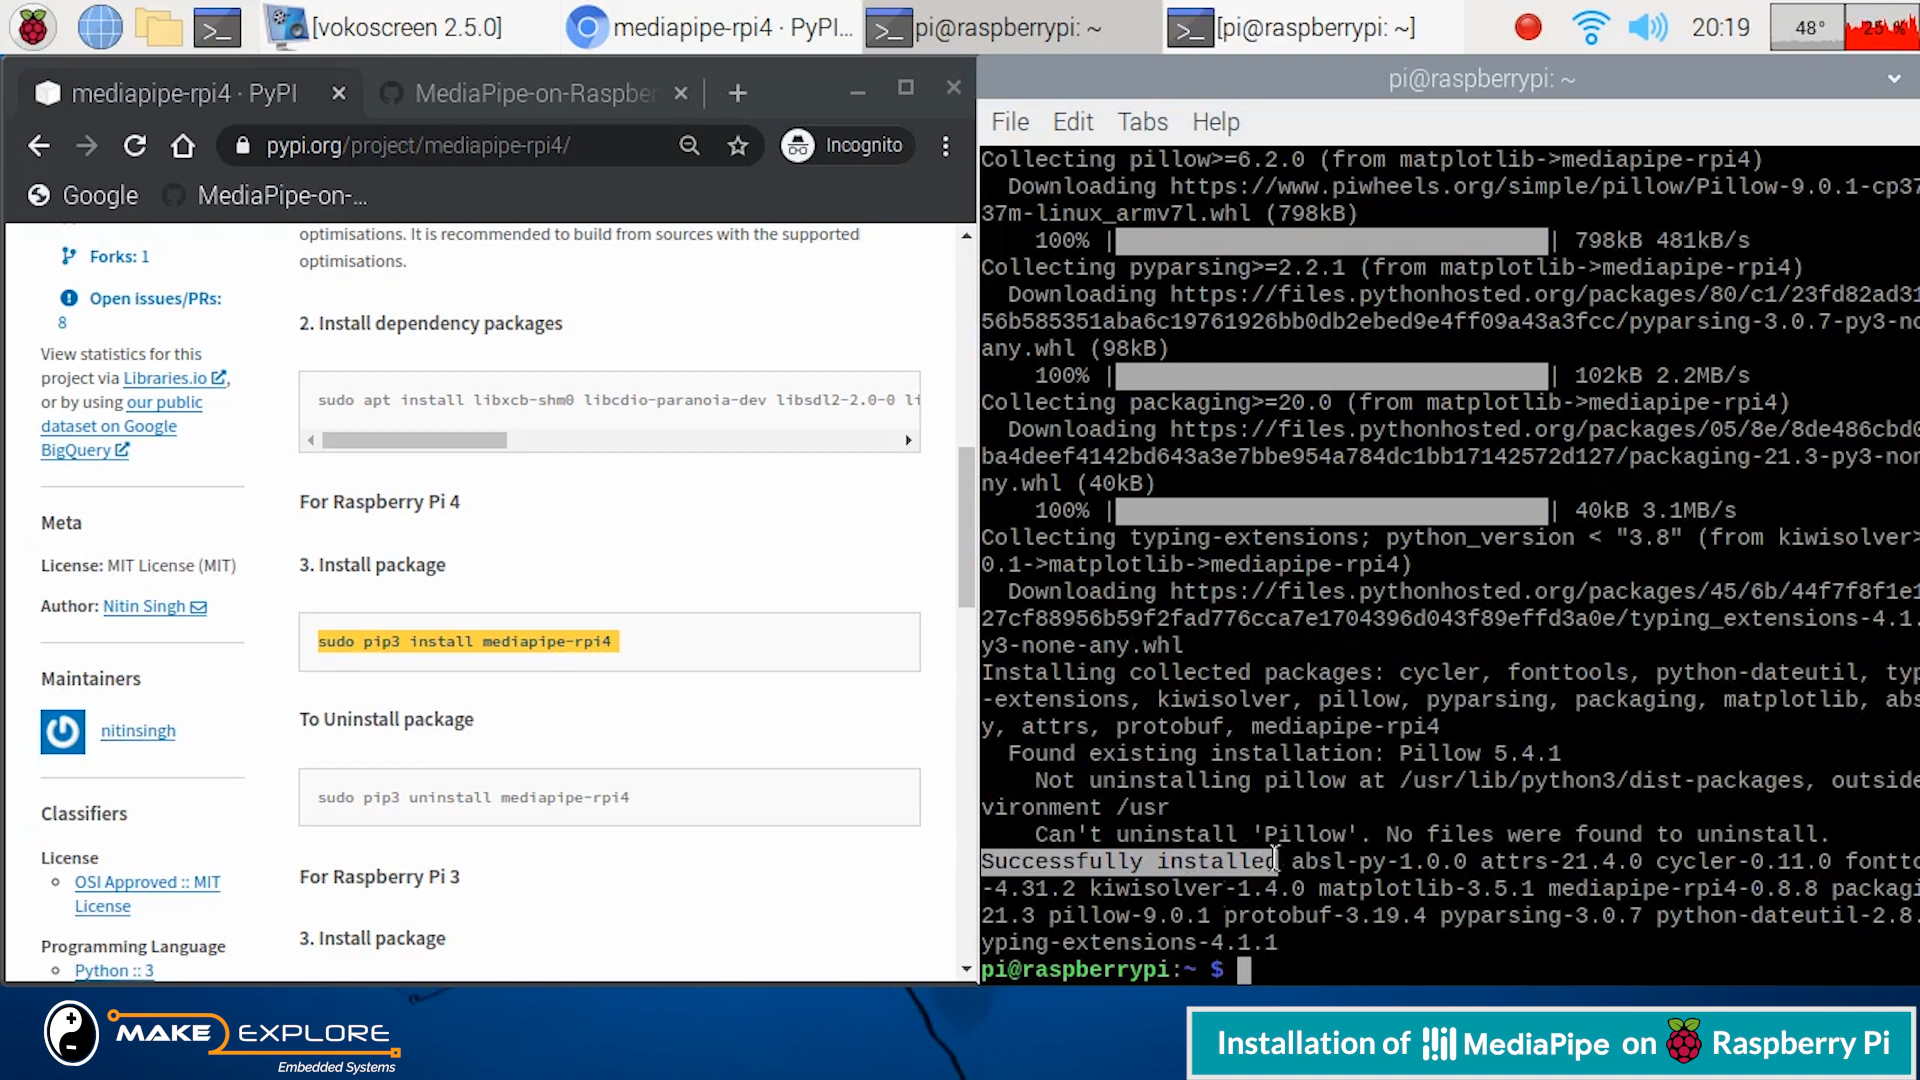 [vokoscreen 2.5.0]
mediapipe-rpi4 · PyPI...
pi@raspberrypi: ~
[pi@raspberrypi: ~]
20:19
48°
25 %
mediapipe-rpi4 · PyPI
MediaPipe-on-Raspber
pypi.org/project/mediapipe-rpi4/
Incognito
Google
MediaPipe-on-...
Forks: 1
Open issues/PRs:
8
View statistics for this
project via Libraries.io,
or by using our public
dataset on Google
BigQuery
Meta
License: MIT License (MIT)
Author: Nitin Singh
Maintainers
nitinsingh
Classifiers
License
OSI Approved :: MIT
License
Programming Language
Python :: 3
optimisations. It is recommended to build from sources with the supported
optimisations.
2. Install dependency packages
sudo apt install libxcb-shm0 libcdio-paranoia-dev libsdl2-2.0-0 li
For Raspberry Pi 4
3. Install package
sudo pip3 install mediapipe-rpi4
To Uninstall package
sudo pip3 uninstall mediapipe-rpi4
For Raspberry Pi 3
3. Install package
pi@raspberrypi: ~
File Edit Tabs Help
Collecting pillow>=6.2.0 (from matplotlib->mediapipe-rpi4)
Downloading https://www.piwheels.org/simple/pillow/Pillow-9.0.1-cp37
37m-linux_armv7l.whl (798kB)
100% | | 798kB 481kB/s
Collecting pyparsing>=2.2.1 (from matplotlib->mediapipe-rpi4)
Downloading https://files.pythonhosted.org/packages/80/c1/23fd82ad31
56b585351aba6c19761926bb0db2ebed9e4ff09a43a3fcc/pyparsing-3.0.7-py3-no
any.whl (98kB)
100% | | 102kB 2.2MB/s
Collecting packaging>=20.0 (from matplotlib->mediapipe-rpi4)
Downloading https://files.pythonhosted.org/packages/05/8e/8de486cbd0
ba4deef4142bd643a3e7bbe954a784dc1bb17142572d127/packaging-21.3-py3-non
ny.whl (40kB)
100% | | 40kB 3.1MB/s
Collecting typing-extensions; python_version < "3.8" (from kiwisolver>
0.1->matplotlib->mediapipe-rpi4)
Downloading https://files.pythonhosted.org/packages/45/6b/44f7f8f1e1
27cf88956b59f2fad776cca7e1704396d043f89effd3a0e/typing_extensions-4.1.
y3-none-any.whl
Installing collected packages: cycler, fonttools, python-dateutil, typ
-extensions, kiwisolver, pillow, pyparsing, packaging, matplotlib, abs
y, attrs, protobuf, mediapipe-rpi4
Found existing installation: Pillow 5.4.1
Not uninstalling pillow at /usr/lib/python3/dist-packages, outside
vironment /usr
Can't uninstall 'Pillow'. No files were found to uninstall.
Successfully installed absl-py-1.0.0 attrs-21.4.0 cycler-0.11.0 fontto
-4.31.2 kiwisolver-1.4.0 matplotlib-3.5.1 mediapipe-rpi4-0.8.8 packagi
21.3 pillow-9.0.1 protobuf-3.19.4 pyparsing-3.0.7 python-dateutil-2.8.
yping-extensions-4.1.1
pi@raspberrypi:~ $
MAKE EXPLORE
Embedded Systems
Installation of MediaPipe on Raspberry Pi